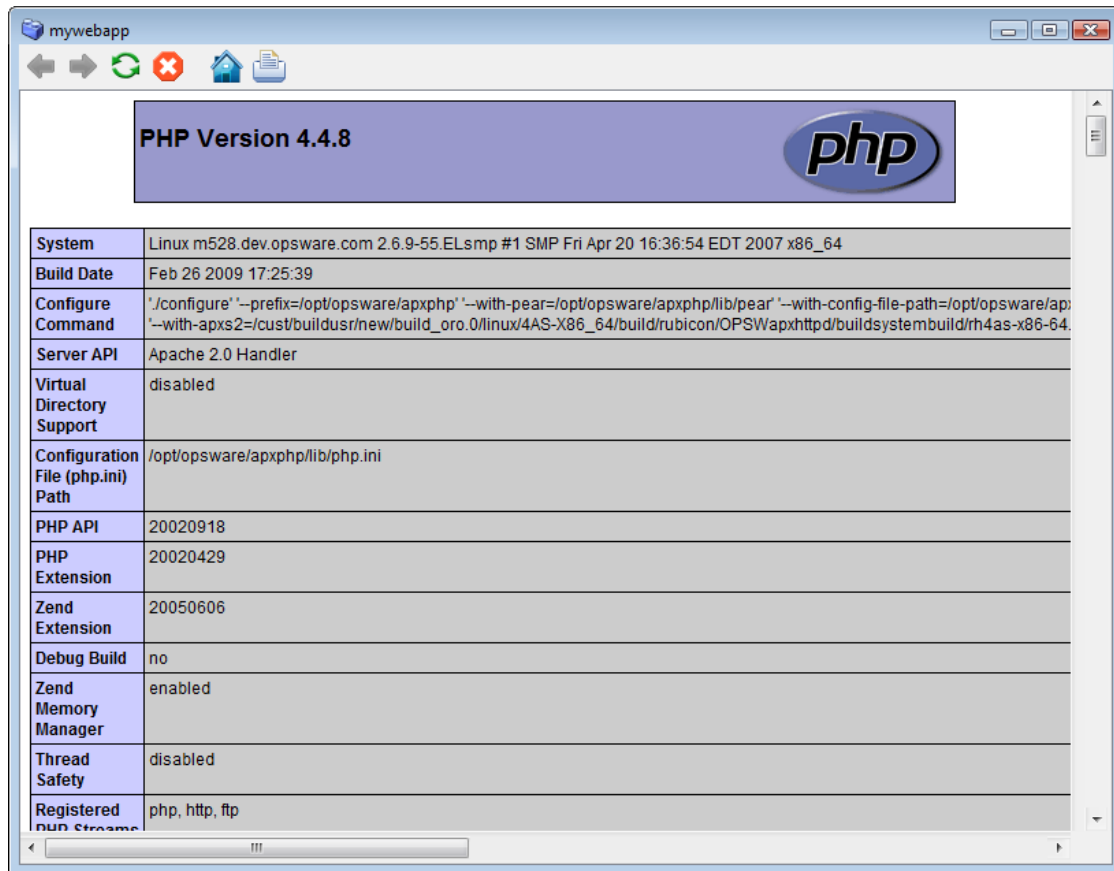 mywebapp
PHP Version 4.4.8
php
System Linux m528.dev.opsware.com 2.6.9-55.ELsmp #1 SMP Fri Apr 20 16:36:54 EDT 2007 x86_64
Build Date Feb 26 2009 17:25:39
Configure './configure' '--prefix=/opt/opsware/apxphp' '--with-pear=/opt/opsware/apxphp/lib/pear' '--with-config-file-path=/opt/opsware/apx
Command '--with-apxs2=/cust/buildusr/new/build_oro.0/linux/4AS-X86_64/build/rubicon/OPSWapxhttpd/buildsystembuild/rh4as-x86-64.
Server API Apache 2.0 Handler
Virtual disabled
Directory
Support
Configuration /opt/opsware/apxphp/lib/php.ini
File (php.ini)
Path
PHP API 20020918
PHP 20020429
Extension
Zend 20050606
Extension
Debug Build no
Zend enabled
Memory
Manager
Thread disabled
Safety
Registered php, http, ftp
PHP Streams